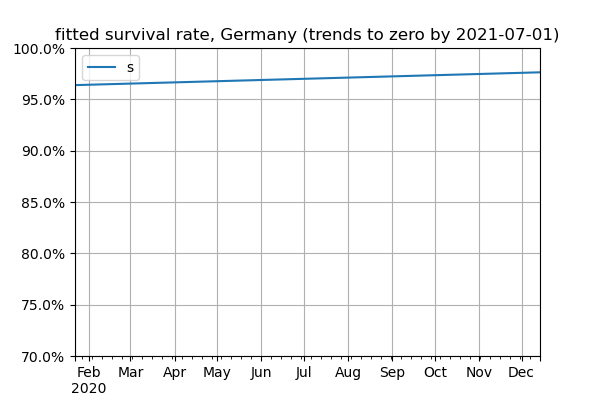 fitted survival rate, Germany (trends to zero by 2021-07-01)
100.0%
s
95.0%
90.0%
85.0%
80.0%
75.0%
70.0%
Feb Mar Apr May Jun Jul Aug Sep Oct Nov Dec
2020